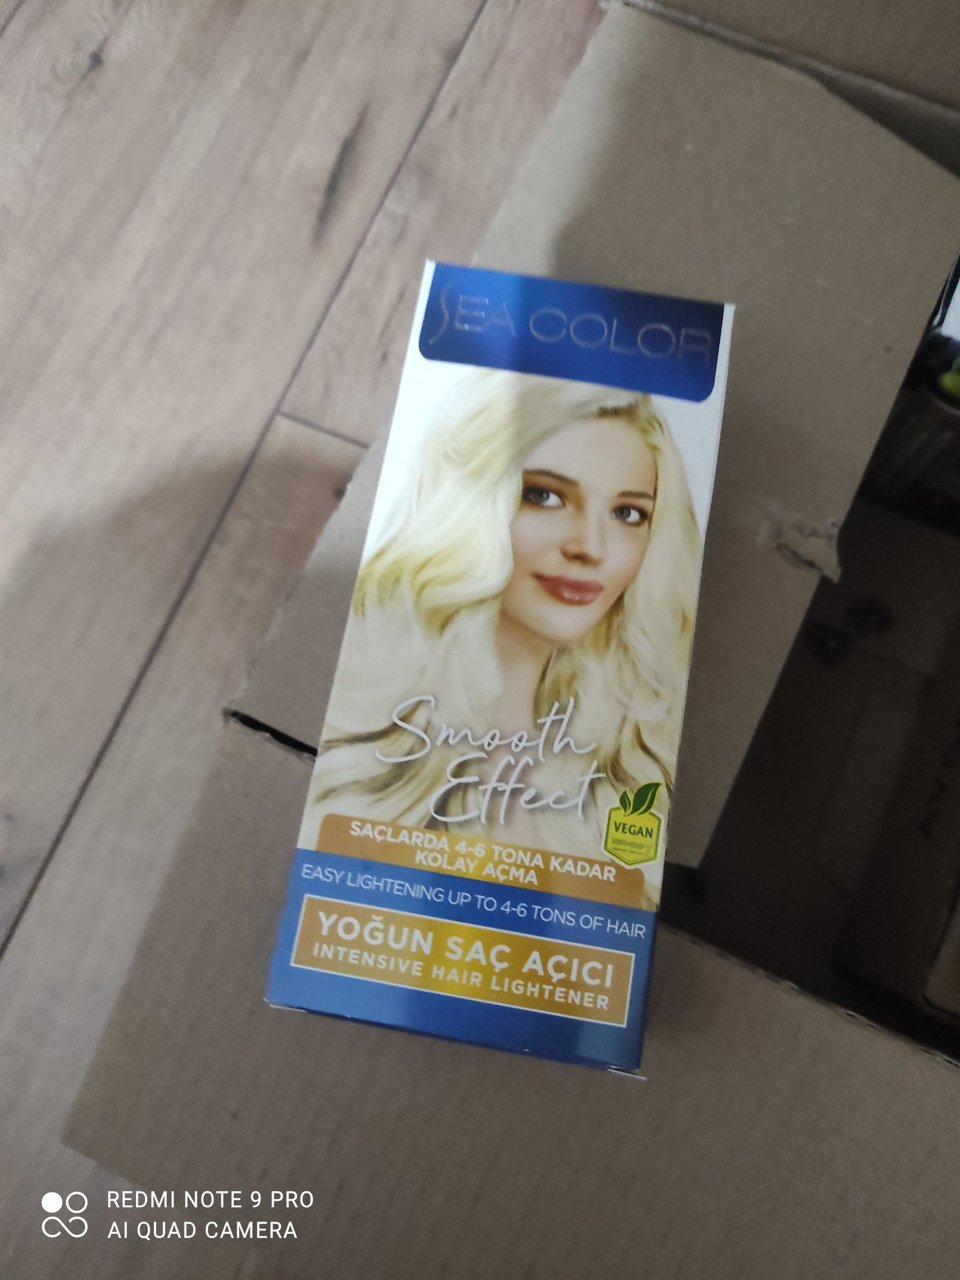 SEA COLOR
Smooth
Effect
VEGAN
SAÇLARDA 4-6 TONA KADAR
KOLAY AÇMA
EASY LIGHTENING UP TO 4-6 TONS OF HAIR
YOĞUN SAÇ AÇICI
INTENSIVE HAIR LIGHTENER
REDMI NOTE 9 PRO
AI QUAD CAMERA